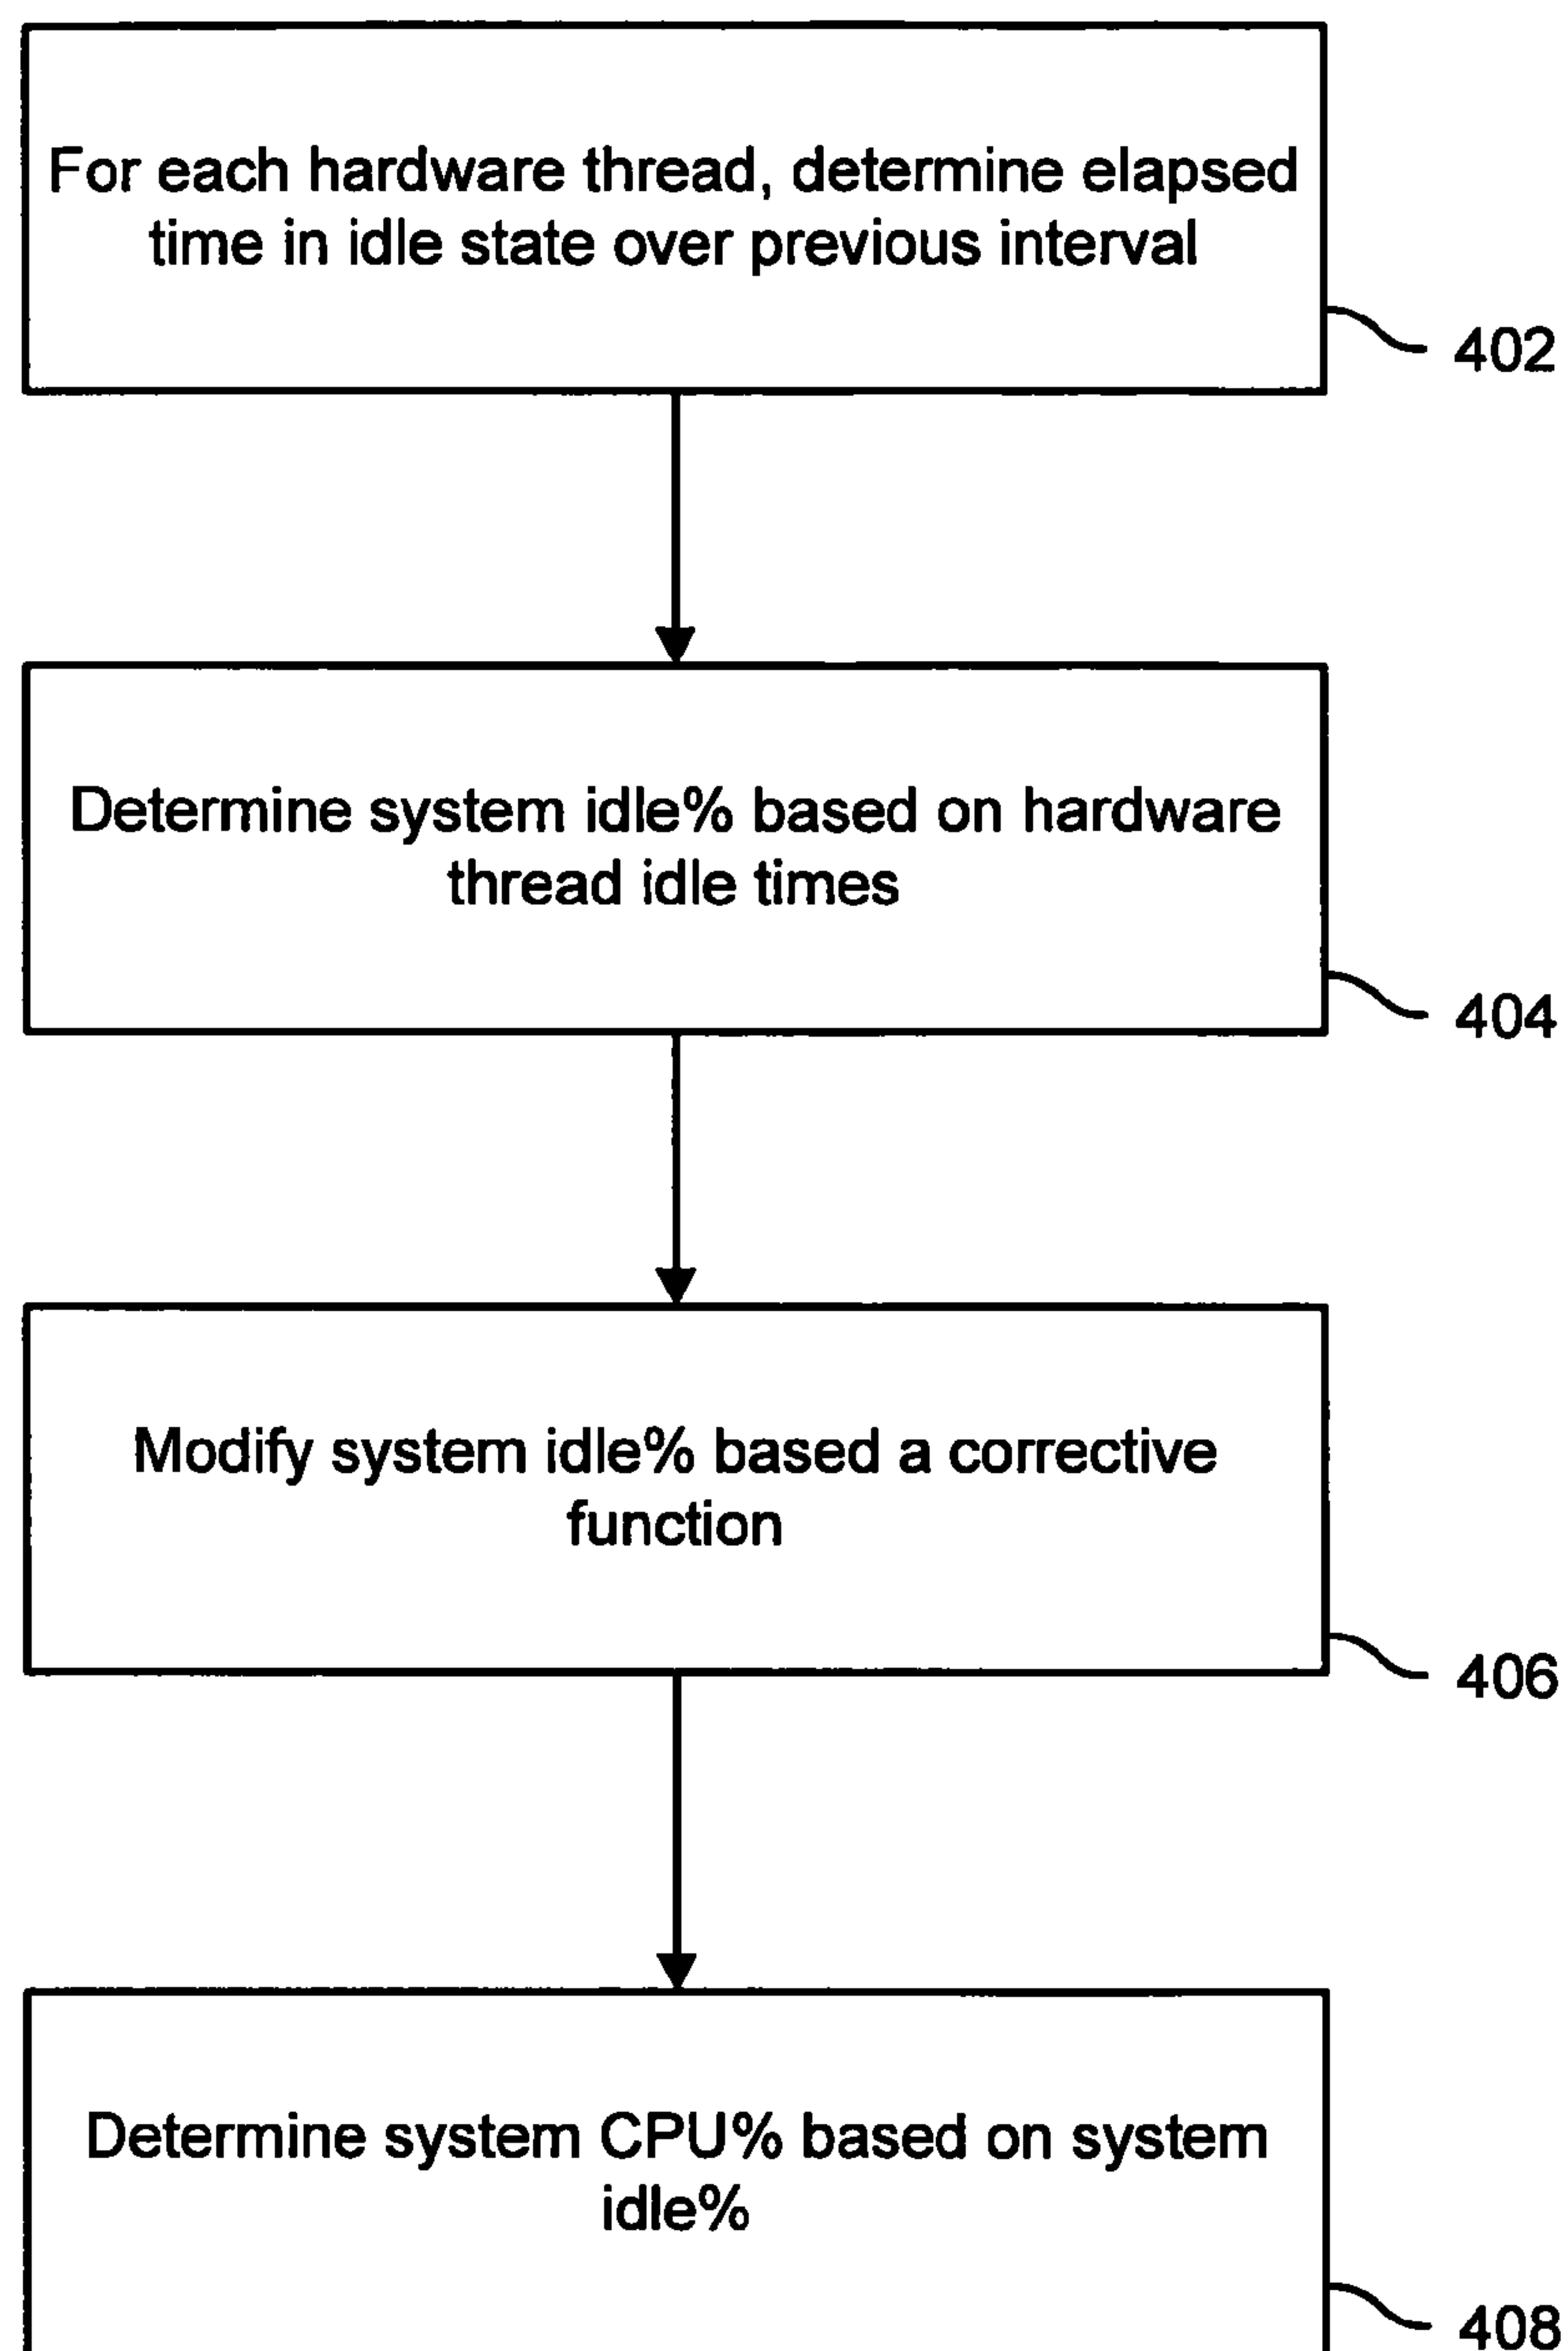 For each hardware thread, determine elapsed
time in idle state over previous interval
402
Determine system idle% based on hardware
thread idle times
404
Modify system idle% based a corrective
function
406
Determine system CPU% based on system
idle%
408